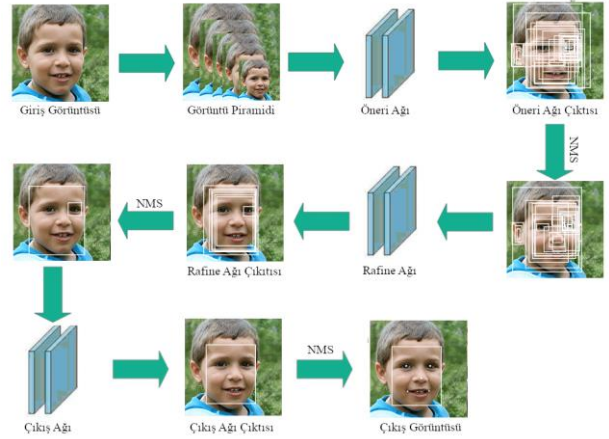 Giriş Görüntüsü
Görüntü Piramidi
Öneri Ağı
Öneri Ağı Çıktısı
NMS
NMS
Rafine Ağı Çıkıtısı
Rafine Ağı
NMS
Çıkış Ağı
Çıkış Ağı Çıktısı
Çıkış Görüntüsü